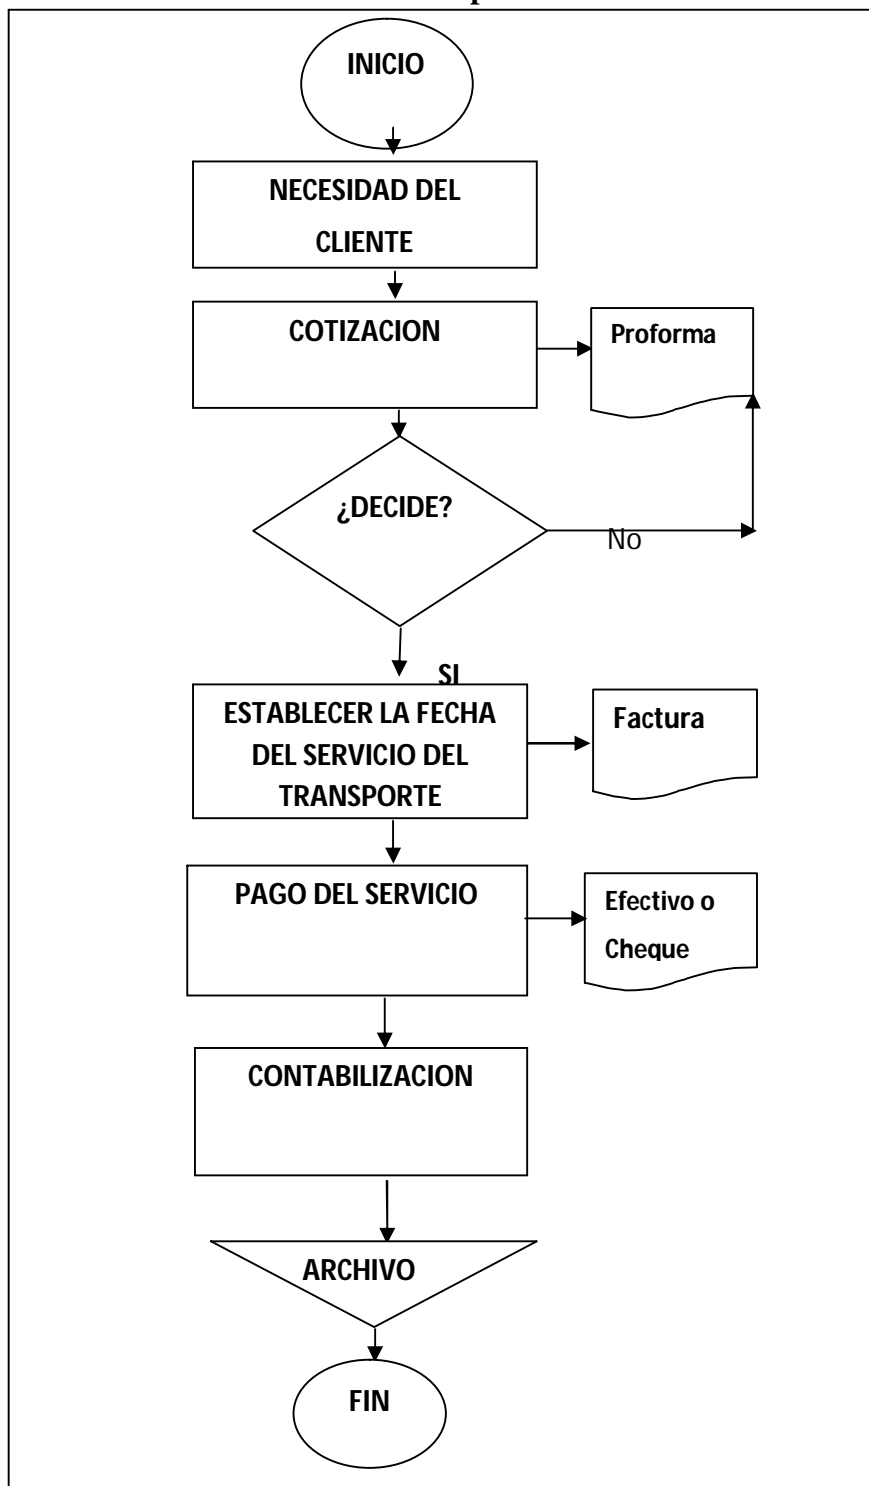 INICIO
NECESIDAD DEL
CLIENTE
COTIZACION
Proforma
¿DECIDE?
No
SI
ESTABLECER LA FECHA
DEL SERVICIO DEL
TRANSPORTE
Factura
PAGO DEL SERVICIO
Efectivo o
Cheque
CONTABILIZACION
ARCHIVO
FIN